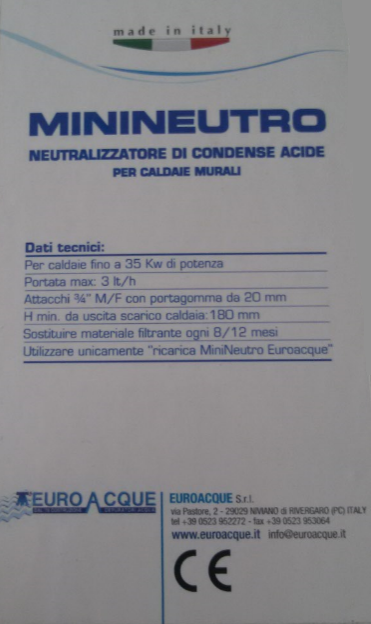 made in italy
MINI NEUTRO
NEUTRALIZZATORE DI CONDENSE ACIDE
PER CALDAIE MURALI
Dati tecnici:
Per caldaie fino a 35 Kw di potenza
Portata max: 3 lt/h
Attacchi ¾" M/F con portagomma da 20 mm
H min. da uscita scarico caldaia: 180 mm
Sostituire materiale filtrante ogni 8/12 mesi
Utilizzare unicamente "ricarica MiniNeutro Euroacque"
EUROACQUE
EUROACQUE S.r.l.
via Pastore, 2 - 29029 NIVIANO di RIVERGARO (PC) ITALY
tel +39 0523 952272 - fax +39 0523 953064
www.euroacque.it info@euroacque.it
CE